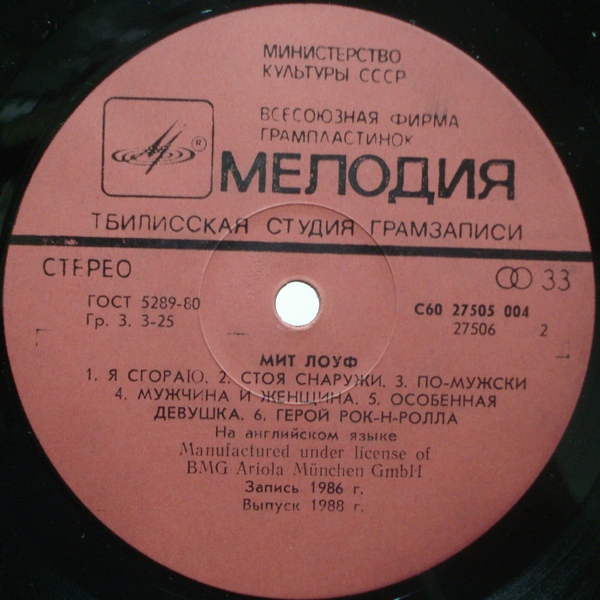 МИНИСТЕРСТВО
КУЛЬТУРЫ СССР
ВСЕСОЮЗНАЯ ФИРМА
ГРАМПЛАСТИНОК
®
МЕЛОДИЯ
ТБИЛИССКАЯ СТУДИЯ ГРАМЗАПИСИ
СТЕРЕО
33
ГОСТ 5289-80
Гр. 3. 3-25
С60 27505 004
27506 2
МИТ ЛОУФ
1. Я СГОРАЮ. 2. СТОЯ СНАРУЖИ. 3. ПО-МУЖСКИ
4. МУЖЧИНА И ЖЕНЩИНА. 5. ОСОБЕННАЯ
ДЕВУШКА. 6. ГЕРОЙ РОК-Н-РОЛЛА
На английском языке
Manufactured under license of
BMG Ariola München GmbH
Запись 1986 г.
Выпуск 1988 г.